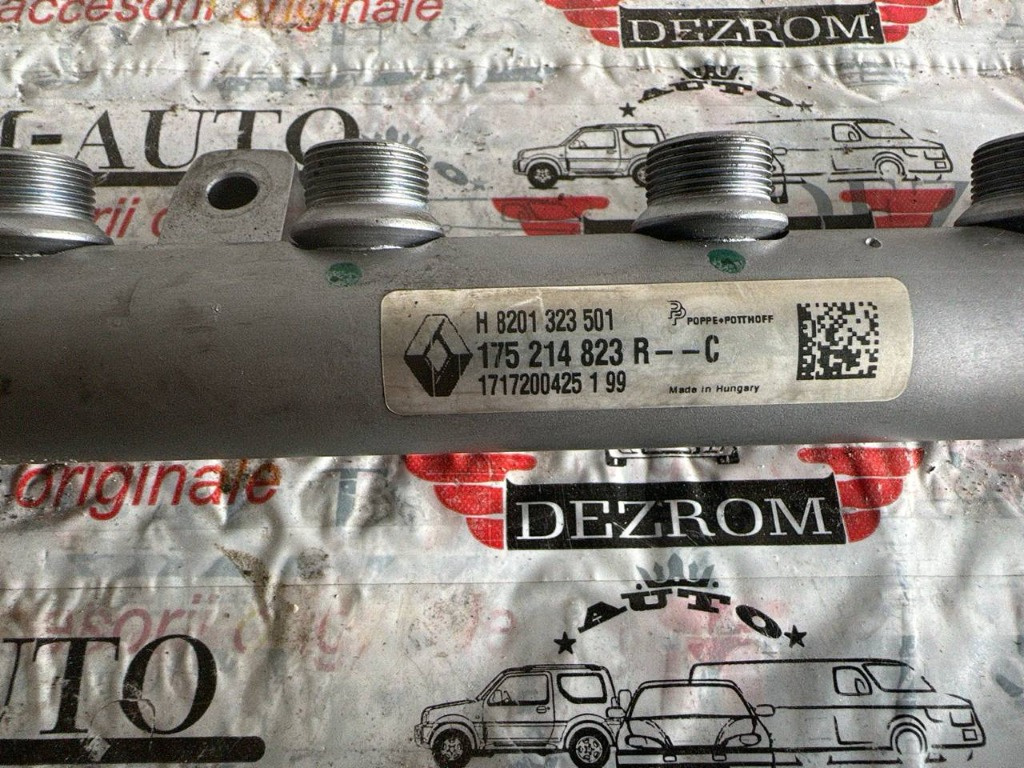 accesorii originale
DEZROM
M-AUTO
AUTO
H 8201 323 501
POPPE+POTTHOFF
175 214 823 R--C
1717200425 1 99
Made in Hungary
originale
DEZROM
AUTO
UTO